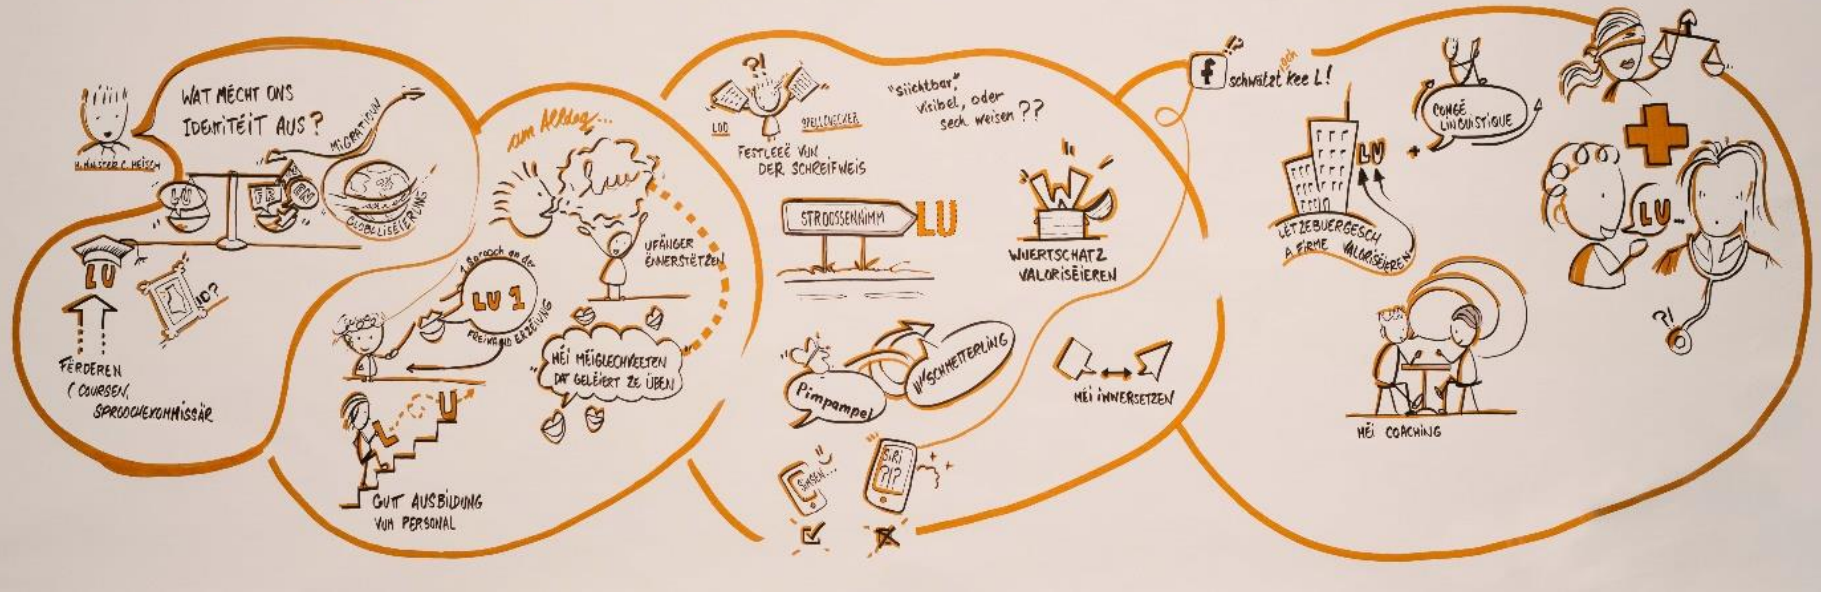 WAT MÉCHT ONS
IDENTITEIT AUS?
MIGRATIOUN
LU
FR
EN
GLOBALISÉIERUNG
LU
ID?
FËRDEREN
( COURSEN,
SPROOCHEKOMMISSÄR
am Alldag...
UFÄNGER
ËNNERSTËTZEN
1. Sprooch an der
LU 1
MÉI MÉIGLECHKEETEN
DAT GELÉIERT ZE ÜBEN
L
U
GUTT AUSBILDUNG
VUM PERSONAL
?!
LOD
SPELLCHECKER
FESTLEEË VUN
DER SCHREIFWEIS
"Siichtbar",
Visibel, oder
sech weisen ??
STROOSSENNIMM
LU
W
WUERTSCHATZ
VALORISÉIEREN
Pimpampel
SCHMETTERLING
MÉI IWWERSETZEN
SIRI
?!?
f
??
schwätzt
nach
kee L!
LU
+
CONGÉ
LINGUISTIQUE
LËTZEBUERGESCH
A FIRME VALORISÉIEREN
MÉI COACHING
LU...
?!